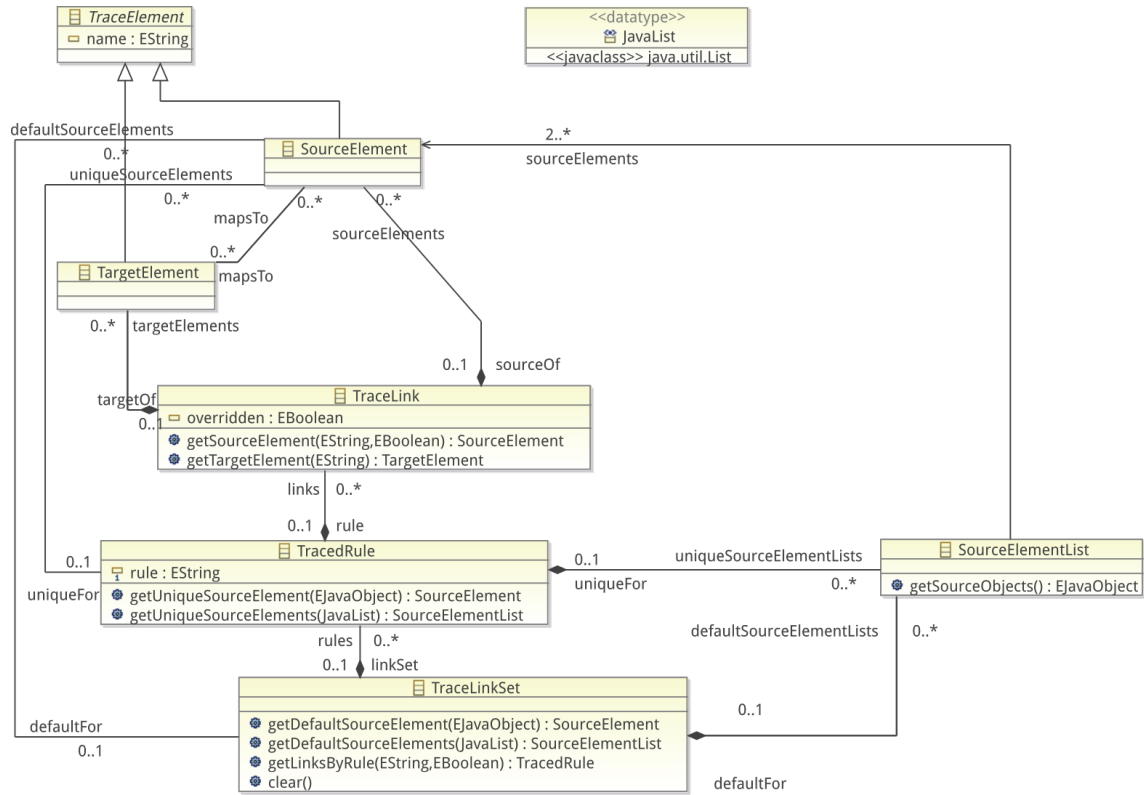 TraceElement
name : EString
<<datatype>>
JavaList
<<javaclass>> java.util.List
defaultSourceElements
0..*
uniqueSourceElements
0..*
SourceElement
2..*
sourceElements
0..*
0..*
mapsTo
sourceElements
0..*
mapsTo
TargetElement
0..*
targetElements
0..1
sourceOf
targetOf
0..1
TraceLink
overridden : EBoolean
getSourceElement(EString,EBoolean) : SourceElement
getTargetElement(EString) : TargetElement
links
0..*
0..1
rule
TracedRule
1
rule : EString
getUniqueSourceElement(EJavaObject) : SourceElement
getUniqueSourceElements(JavaList) : SourceElementList
0..1
uniqueFor
0..1
uniqueFor
uniqueSourceElementLists
0..*
SourceElementList
getSourceObjects() : EJavaObject
defaultSourceElementLists
0..*
rules
0..*
0..1
linkSet
TraceLinkSet
getDefaultSourceElement(EJavaObject) : SourceElement
getDefaultSourceElements(JavaList) : SourceElementList
getLinksByRule(EString,EBoolean) : TracedRule
clear()
defaultFor
0..1
0..1
defaultFor